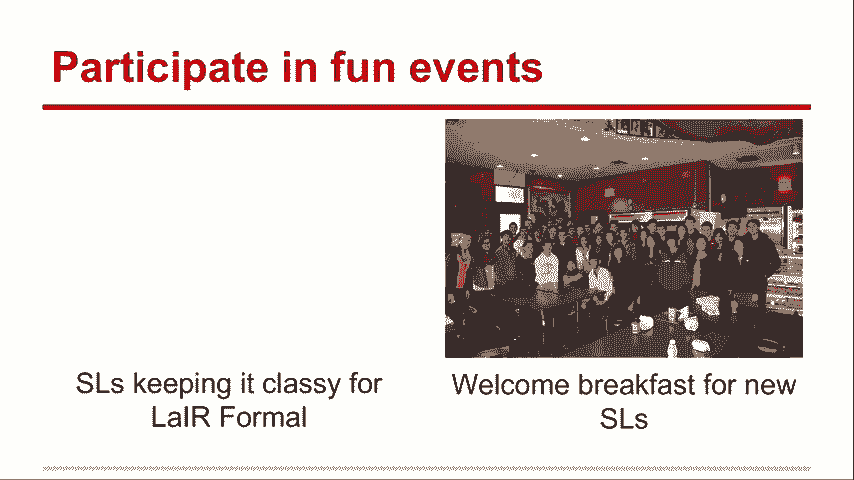 Participate in fun events
SLs keeping it classy for
LaIR Formal
Welcome breakfast for new
SLs